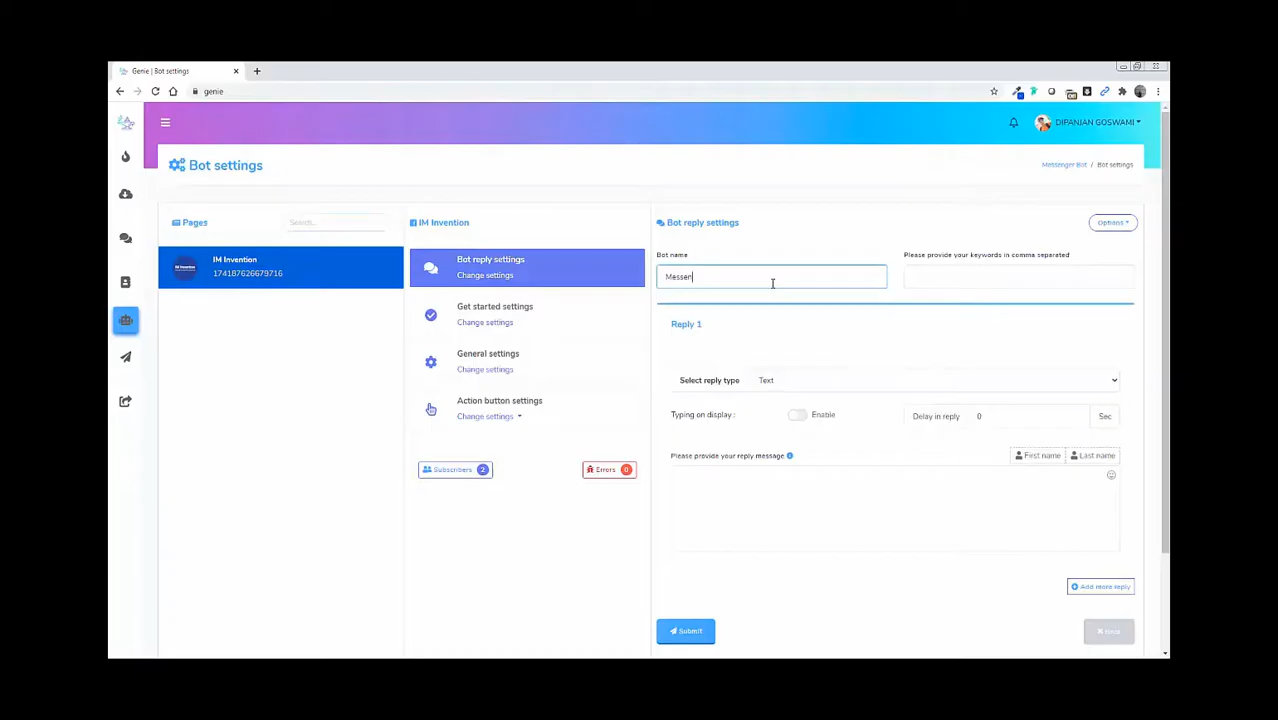 Genie | Bot settings
genie
Off
DIPANJAN GOSWAMI
Bot settings
Messenger Bot / Bot settings
Pages
Search...
IM Invention
174187626679716
IM Invention
Bot reply settings
Change settings
Get started settings
Change settings
General settings
Change settings
Action button settings
Change settings
Subscribers 2
Errors 0
Bot reply settings
Options
Bot name
Please provide your keywords in comma separated
Messen
Reply 1
Select reply type
Text
Typing on display :
Enable
Delay in reply
0
Sec
Please provide your reply message
First name
Last name
Add more reply
Submit